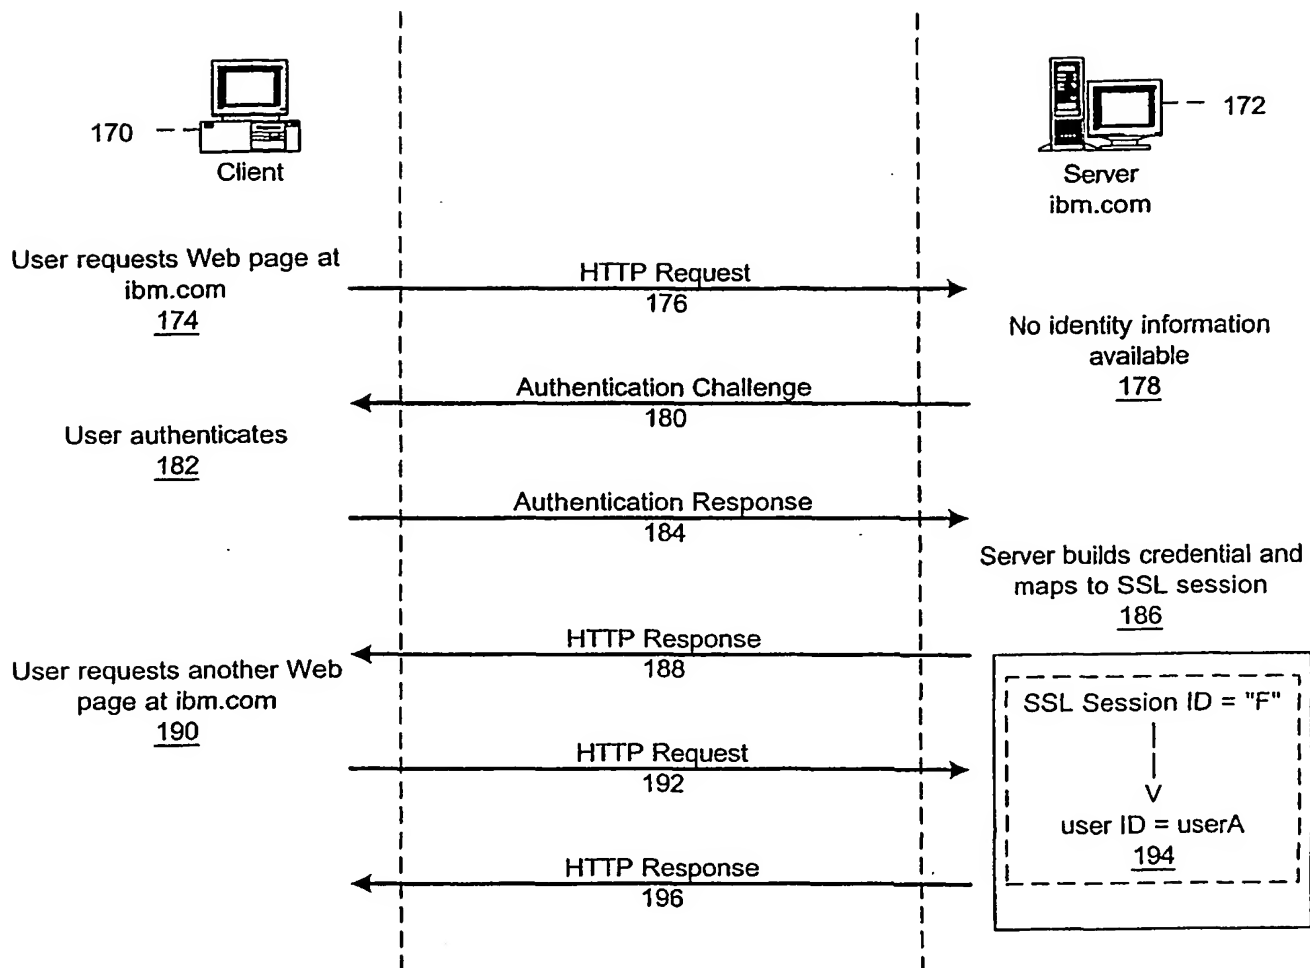 170
Client
172
Server
ibm.com
User requests Web page at
ibm.com
174
HTTP Request
176
No identity information
available
178
Authentication Challenge
180
User authenticates
182
Authentication Response
184
Server builds credential and
maps to SSL session
186
HTTP Response
188
User requests another Web
page at ibm.com
190
SSL Session ID = "F"
user ID = userA
194
HTTP Request
192
HTTP Response
196